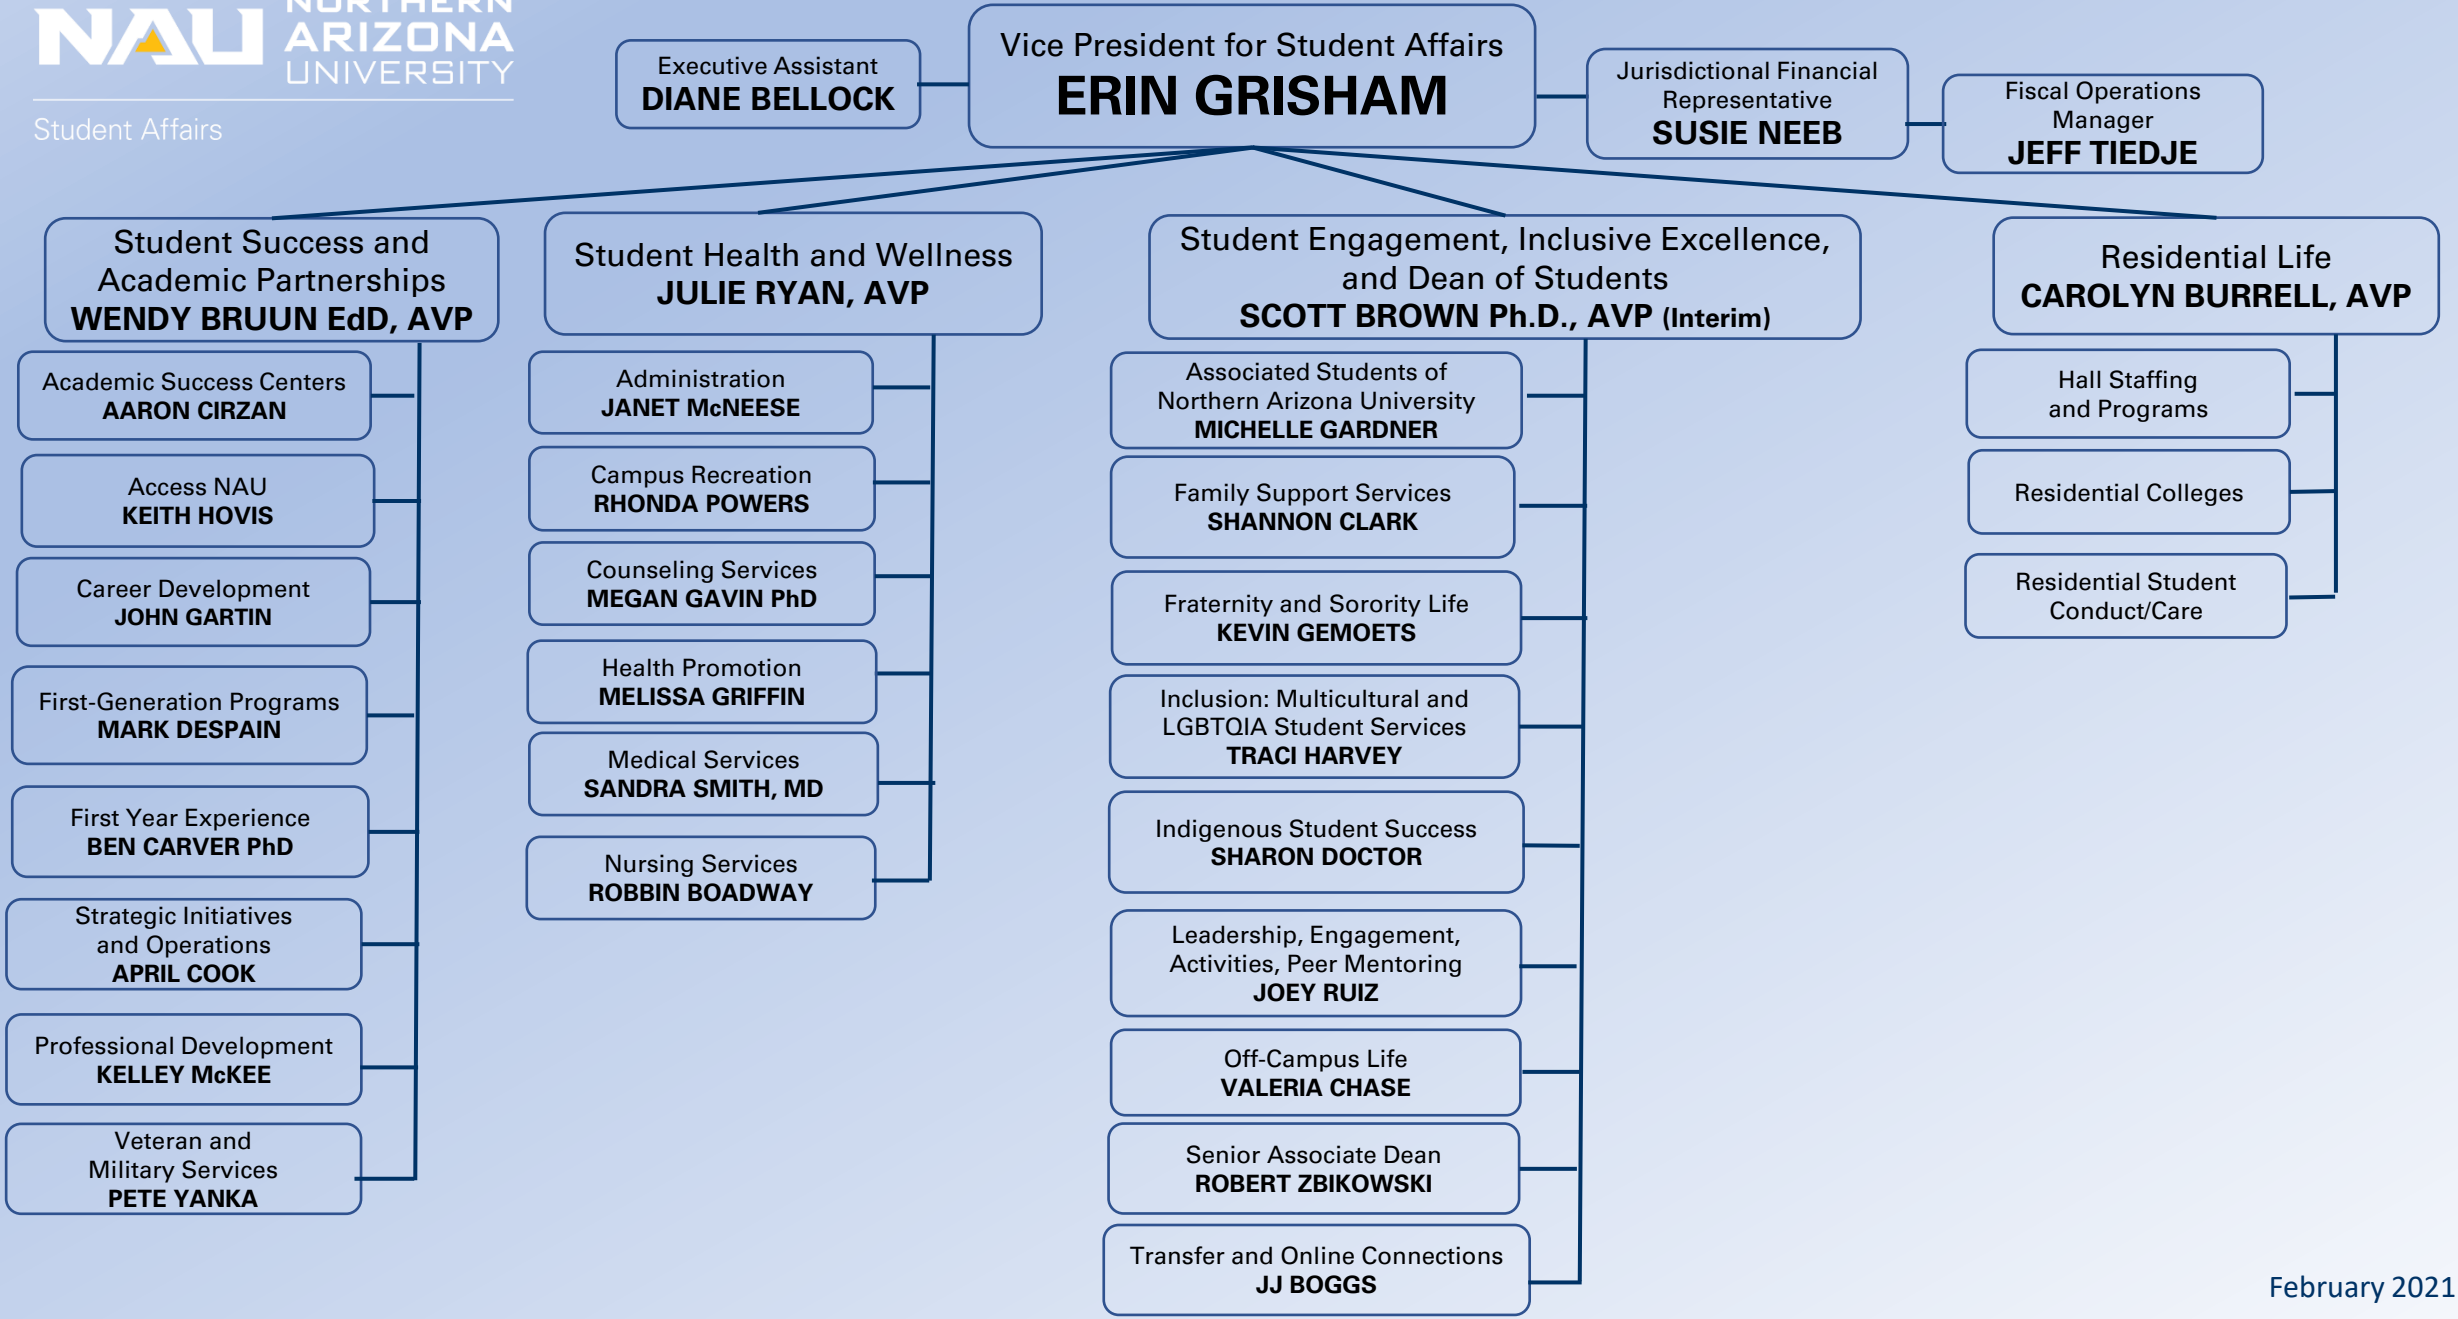 NAU
NORTHERN
ARIZONA
UNIVERSITY
Student Affairs
Executive Assistant
DIANE BELLOCK
Vice President for Student Affairs
ERIN GRISHAM
Jurisdictional Financial
Representative
SUSIE NEEB
Fiscal Operations
Manager
JEFF TIEDJE
Student Success and
Academic Partnerships
WENDY BRUUN EdD, AVP
Academic Success Centers
AARON CIRZAN
Access NAU
KEITH HOVIS
Career Development
JOHN GARTIN
First-Generation Programs
MARK DESPAIN
First Year Experience
BEN CARVER PhD
Strategic Initiatives
and Operations
APRIL COOK
Professional Development
KELLEY McKEE
Veteran and
Military Services
PETE YANKA
Student Health and Wellness
JULIE RYAN, AVP
Administration
JANET McNEESE
Campus Recreation
RHONDA POWERS
Counseling Services
MEGAN GAVIN PhD
Health Promotion
MELISSA GRIFFIN
Medical Services
SANDRA SMITH, MD
Nursing Services
ROBBIN BOADWAY
Student Engagement, Inclusive Excellence,
and Dean of Students
SCOTT BROWN Ph.D., AVP (Interim)
Associated Students of
Northern Arizona University
MICHELLE GARDNER
Family Support Services
SHANNON CLARK
Fraternity and Sorority Life
KEVIN GEMOETS
Inclusion: Multicultural and
LGBTQIA Student Services
TRACI HARVEY
Indigenous Student Success
SHARON DOCTOR
Leadership, Engagement,
Activities, Peer Mentoring
JOEY RUIZ
Off-Campus Life
VALERIA CHASE
Senior Associate Dean
ROBERT ZBIKOWSKI
Transfer and Online Connections
JJ BOGGS
Residential Life
CAROLYN BURRELL, AVP
Hall Staffing
and Programs
Residential Colleges
Residential Student
Conduct/Care
February 2021